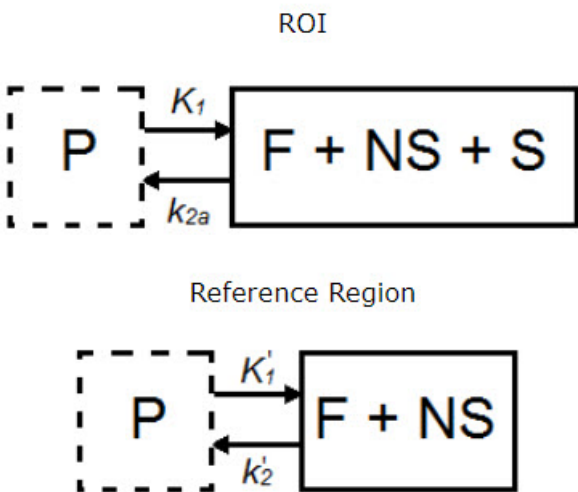 ROI
P
K₁
k₂ₐ
F + NS + S
Reference Region
P
K'₁
k'₂
F + NS